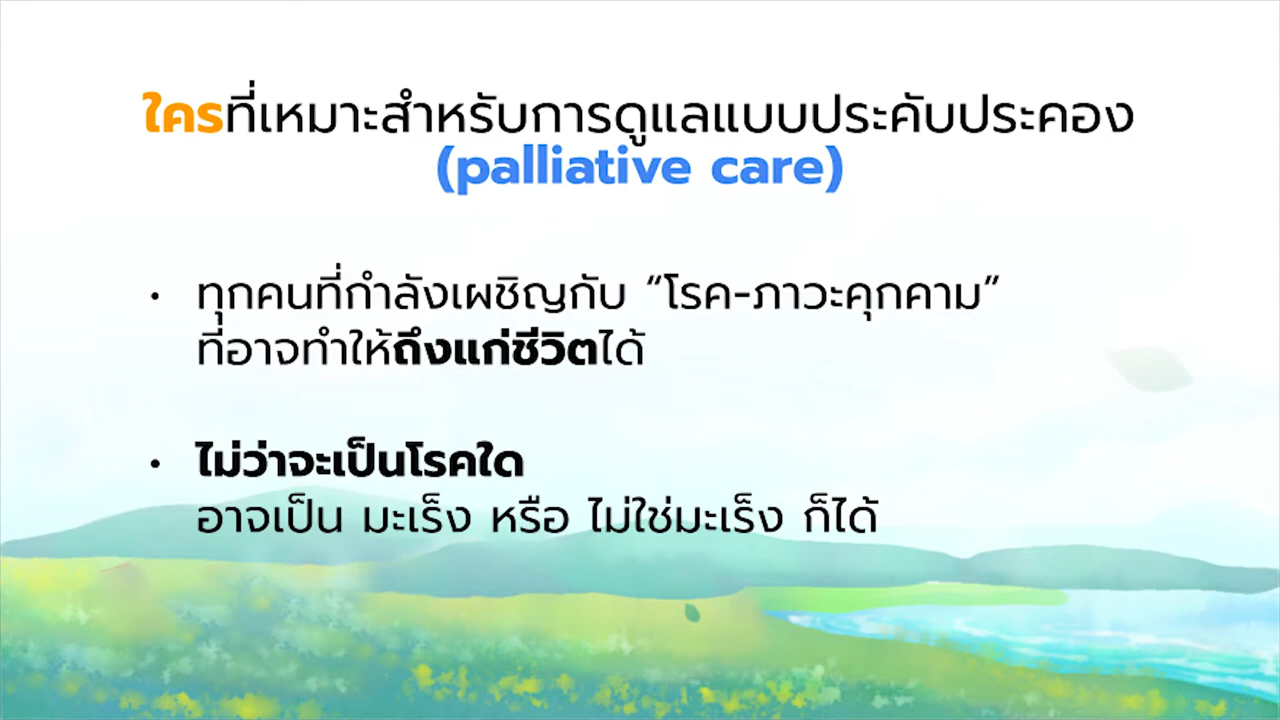 ใครที่เหมาะสำหรับการดูแลแบบประคับประคอง
(palliative care)
• ทุกคนที่กำลังเผชิญกับ “โรค-ภาวะคุกคาม”
ที่อาจทำให้ถึงแก่ชีวิตได้
• ไม่ว่าจะเป็นโรคใด
อาจเป็น มะเร็ง หรือ ไม่ใช่มะเร็ง ก็ได้